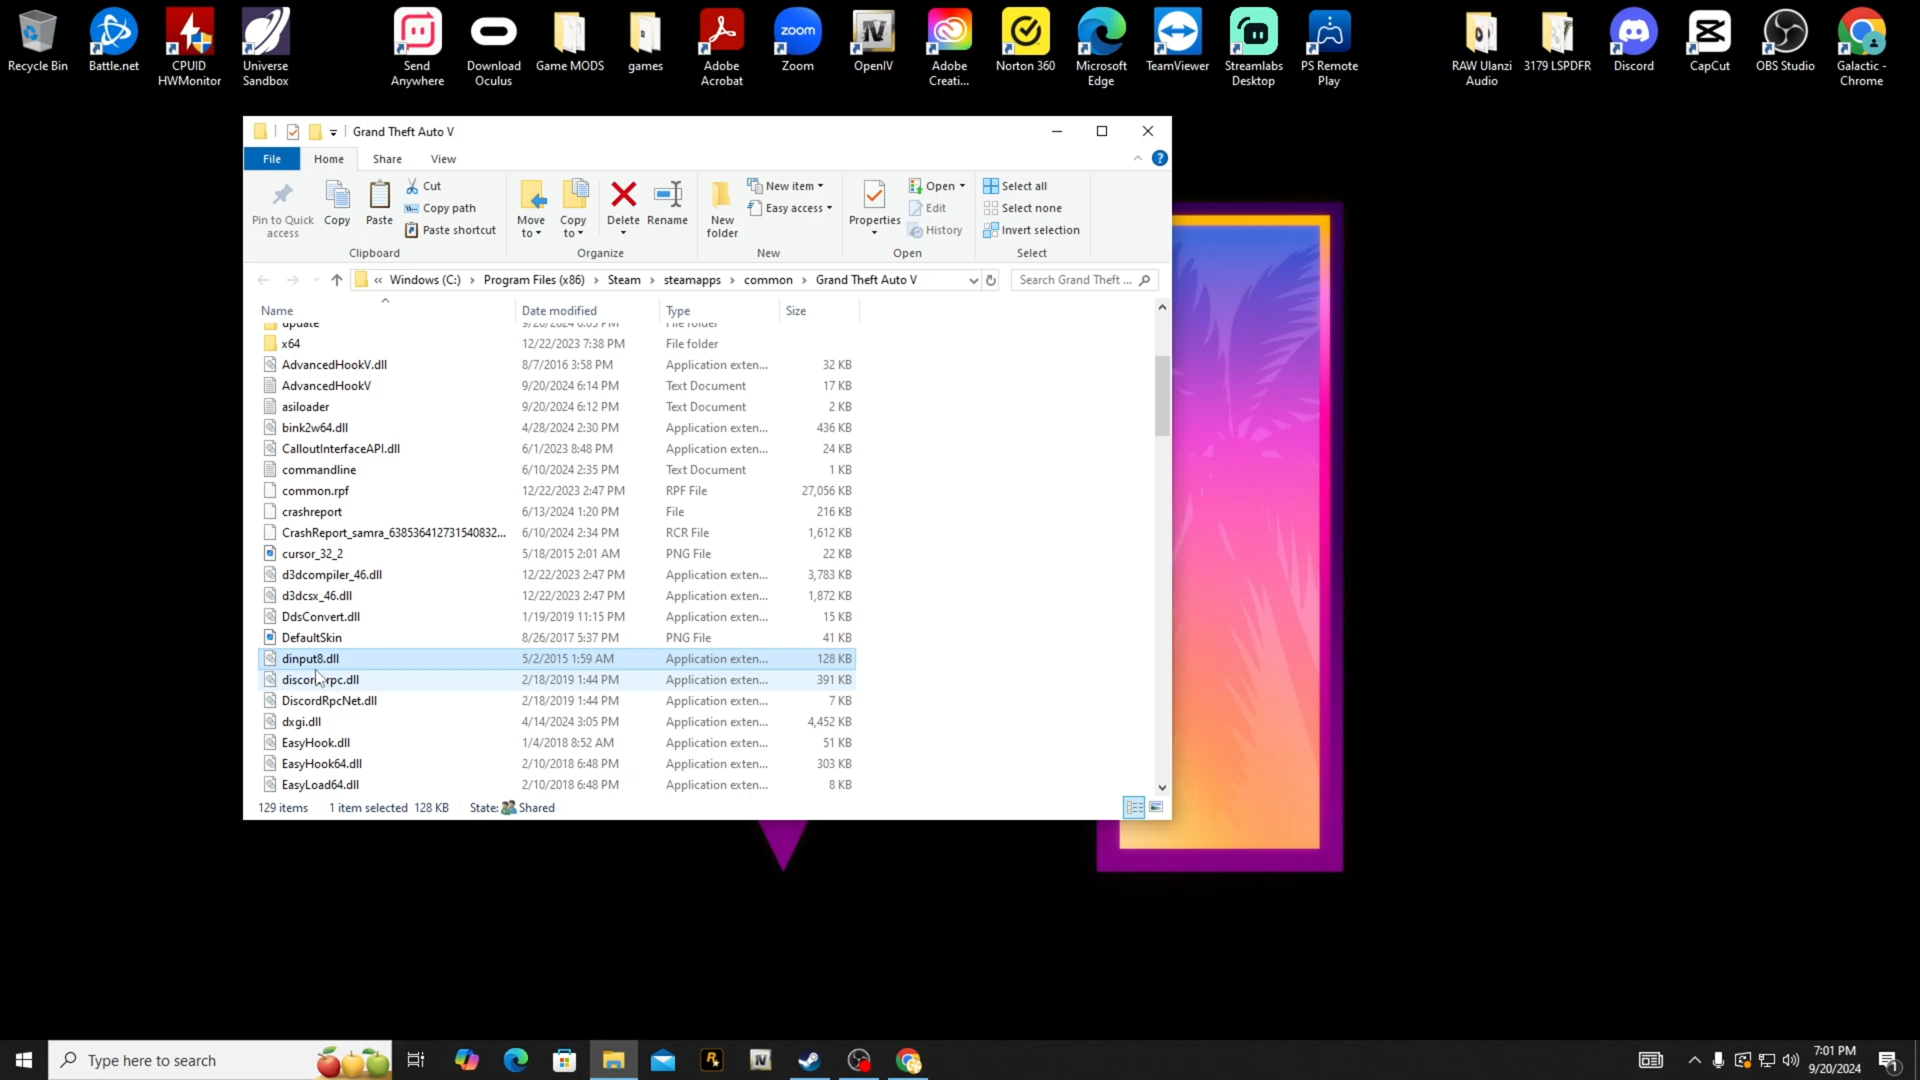 Recycle Bin
Battle.net
CPUID
HWMonitor
Universe
Sandbox
Send
Anywhere
Download
Oculus
Game MODS
games
Adobe
Acrobat
zoom
Zoom
IV
OpenIV
Adobe
Creati...
Norton 360
Microsoft
Edge
TeamViewer
Streamlabs
Desktop
PS Remote
Play
RAW Ulanzi
Audio
3179 LSPDFR
Discord
CapCut
OBS Studio
Galactic -
Chrome
Grand Theft Auto V
File
Home
Share
View
Pin to Quick
access
Copy
Paste
Cut
Copy path
Paste shortcut
Clipboard
Move
to
Copy
to
Delete
Rename
Organize
New
folder
New item
Easy access
New
Properties
Open
Edit
History
Open
Select all
Select none
Invert selection
Select
« Windows (C:) > Program Files (x86) > Steam > steamapps > common > Grand Theft Auto V
Search Grand Theft ...
Name Date modified Type Size
update 9/20/2024 6:05 PM File folder
x64 12/22/2023 7:38 PM File folder
AdvancedHookV.dll 8/7/2016 3:58 PM Application exten... 32 KB
AdvancedHookV 9/20/2024 6:14 PM Text Document 17 KB
asiloader 9/20/2024 6:12 PM Text Document 2 KB
bink2w64.dll 4/28/2024 2:30 PM Application exten... 436 KB
CalloutInterfaceAPI.dll 6/1/2023 8:48 PM Application exten... 24 KB
commandline 6/10/2024 2:35 PM Text Document 1 KB
common.rpf 12/22/2023 2:47 PM RPF File 27,056 KB
crashreport 6/13/2024 1:20 PM File 216 KB
CrashReport_samra_638536412731540832... 6/10/2024 2:34 PM RCR File 1,612 KB
cursor_32_2 5/18/2015 2:01 AM PNG File 22 KB
d3dcompiler_46.dll 12/22/2023 2:47 PM Application exten... 3,783 KB
d3dcsx_46.dll 12/22/2023 2:47 PM Application exten... 1,872 KB
DdsConvert.dll 1/19/2019 11:15 PM Application exten... 15 KB
DefaultSkin 8/26/2017 5:37 PM PNG File 41 KB
dinput8.dll 5/2/2015 1:59 AM Application exten... 128 KB
discord-rpc.dll 2/18/2019 1:44 PM Application exten... 391 KB
DiscordRpcNet.dll 2/18/2019 1:44 PM Application exten... 7 KB
dxgi.dll 4/14/2024 3:05 PM Application exten... 4,452 KB
EasyHook.dll 1/4/2018 8:52 AM Application exten... 51 KB
EasyHook64.dll 2/10/2018 6:48 PM Application exten... 303 KB
EasyLoad64.dll 2/10/2018 6:48 PM Application exten... 8 KB
129 items 1 item selected 128 KB State: Shared
Type here to search
7:01 PM
9/20/2024
1